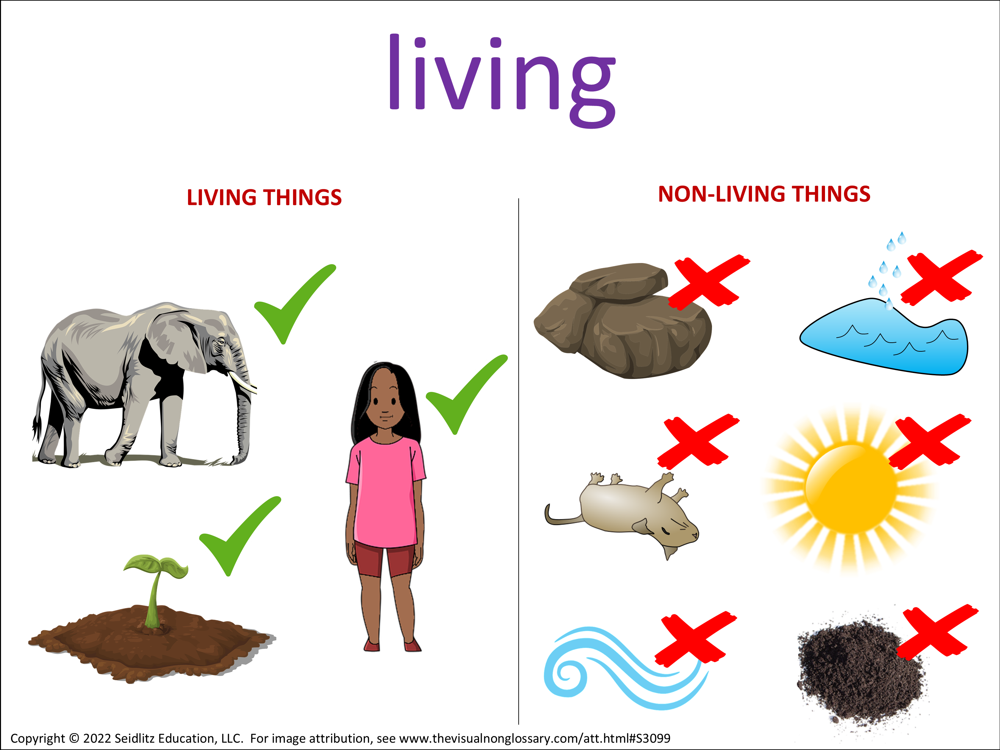 living
LIVING THINGS
NON-LIVING THINGS
Copyright © 2022 Seidlitz Education, LLC.  For image attribution, see www.thevisualnonglossary.com/att.html#S3099